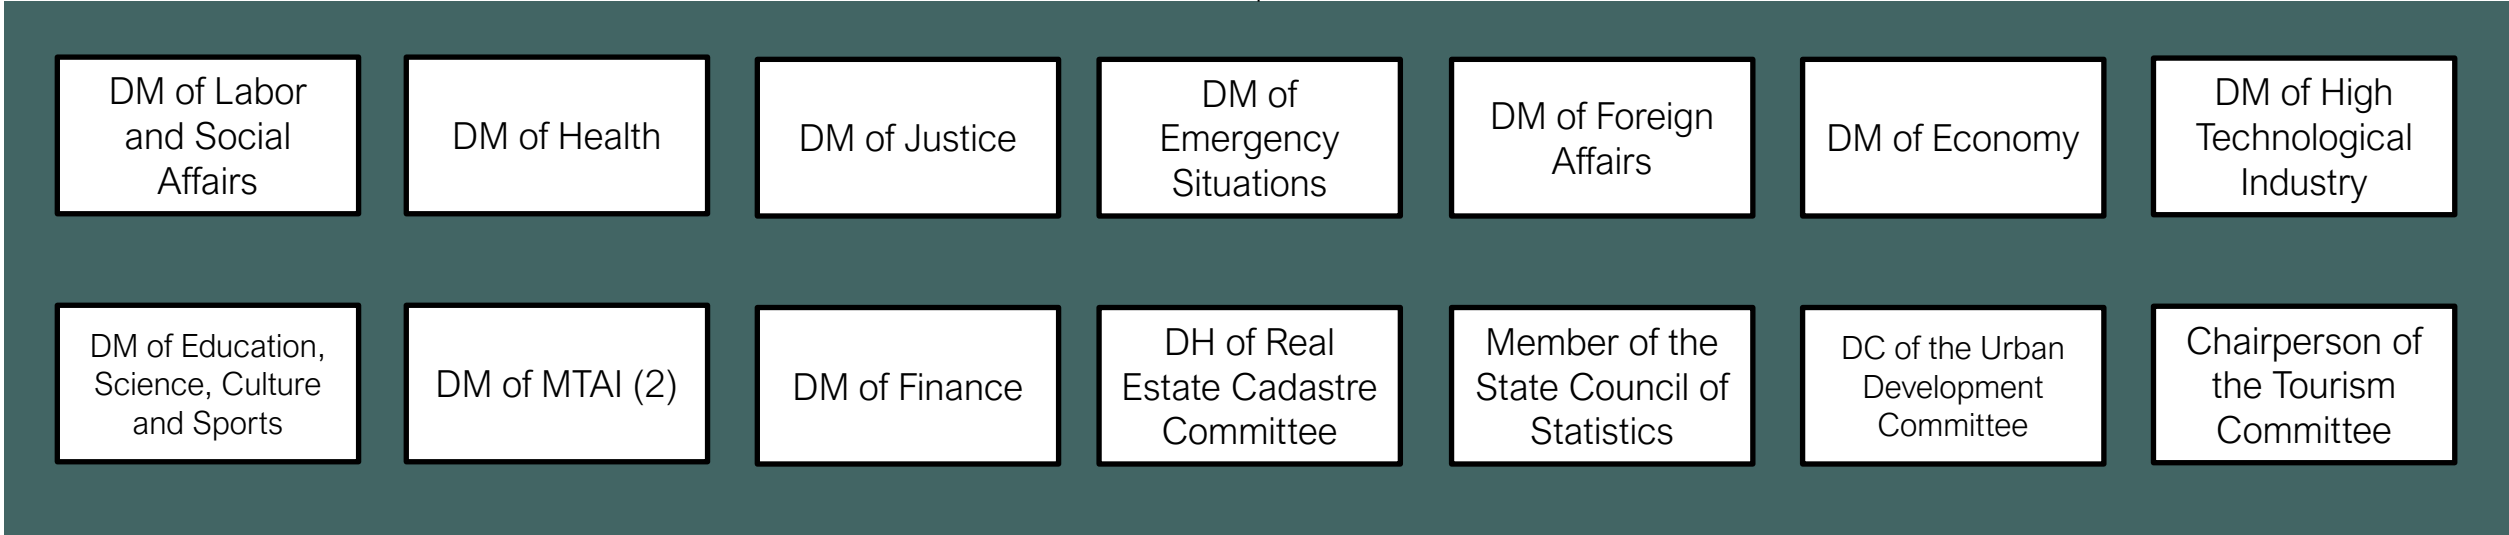 DM of Labor
and Social
Affairs
DM of Health
DM of Justice
DM of
Emergency
Situations
DM of Foreign
Affairs
DM of Economy
DM of High
Technological
Industry
DM of Education,
Science, Culture
and Sports
DM of MTAI (2)
DM of Finance
DH of Real
Estate Cadastre
Committee
Member of the
State Council of
Statistics
DC of the Urban
Development
Committee
Chairperson of
the Tourism
Committee